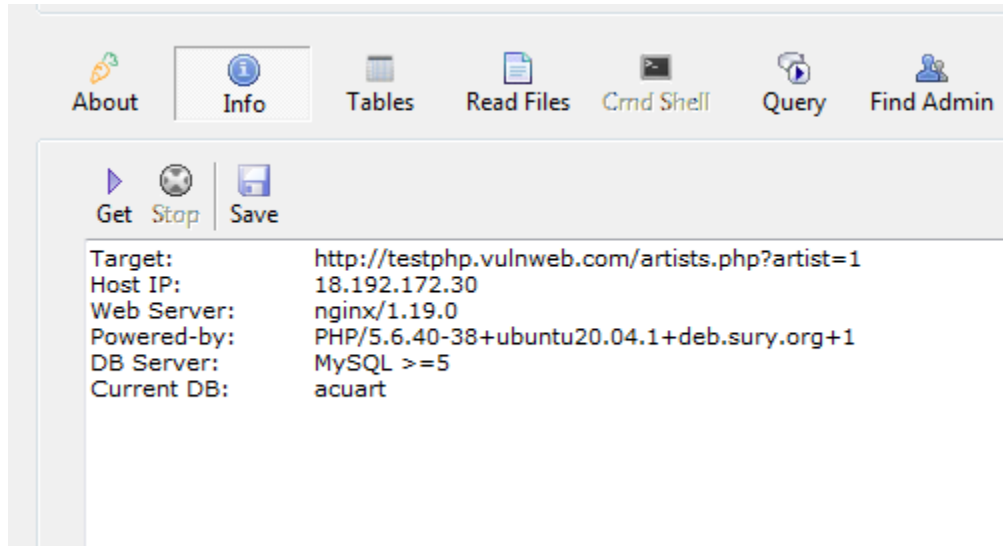 About Info Tables Read Files Cmd Shell Query Find Admin
Get Stop Save
Target: http://testphp.vulnweb.com/artists.php?artist=1
Host IP: 18.192.172.30
Web Server: nginx/1.19.0
Powered-by: PHP/5.6.40-38+ubuntu20.04.1+deb.sury.org+1
DB Server: MySQL >=5
Current DB: acuart